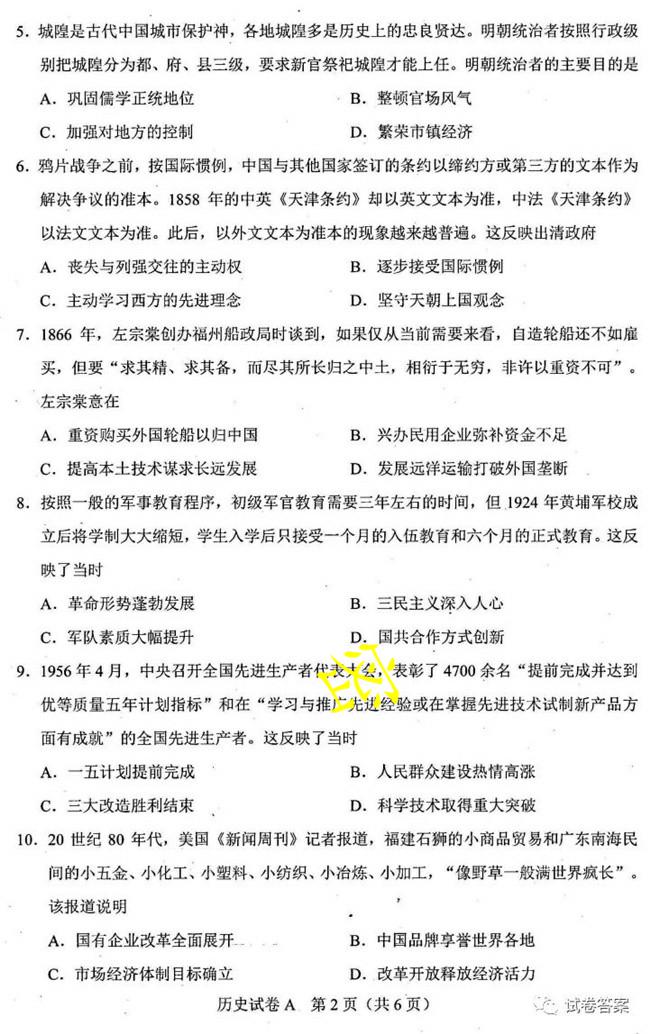 5．城隍是古代中国城市保护神，各地城隍多是历史上的忠良贤达。明朝统治者按照行政级
别把城隍分为都、府、县三级，要求新官祭祀城隍才能上任。明朝统治者的主要目的是
A．巩固儒学正统地位 B．整顿官场风气
C．加强对地方的控制 D．繁荣市镇经济
6．鸦片战争之前，按国际惯例，中国与其他国家签订的条约以缔约方或第三方的文本作为
解决争议的准本。1858 年的中英《天津条约》却以英文文本为准，中法《天津条约》
以法文文本为准。此后，以外文文本为准本的现象越来越普遍。这反映出清政府
A．丧失与列强交往的主动权 B．逐步接受国际惯例
C．主动学习西方的先进理念 D．坚守天朝上国观念
7．1866 年，左宗棠创办福州船政局时谈到，如果仅从当前需要来看，自造轮船还不如雇
买，但要“求其精、求其备，而尽其所长归之中土，相衍于无穷，非许以重资不可”。
左宗棠意在
A．重资购买外国轮船以归中国 B．兴办民用企业弥补资金不足
C．提高本土技术谋求长远发展 D．发展远洋运输打破外国垄断
8．按照一般的军事教育程序，初级军官教育需要三年左右的时间，但 1924 年黄埔军校成
立后将学制大大缩短，学生入学后只接受一个月的入伍教育和六个月的正式教育。这反
映了当时
A．革命形势蓬勃发展 B．三民主义深入人心
C．军队素质大幅提升 D．国共合作方式创新
9．1956 年 4 月，中央召开全国先进生产者代表大会，表彰了 4700 余名“提前完成并达到
优等质量五年计划指标”和在“学习与推广先进经验或在掌握先进技术试制新产品方
面有成就”的全国先进生产者。这反映了当时
A．一五计划提前完成 B．人民群众建设热情高涨
C．三大改造胜利结束 D．科学技术取得重大突破
10．20 世纪 80 年代，美国《新闻周刊》记者报道，福建石狮的小商品贸易和广东南海民
间的小五金、小化工、小塑料、小纺织、小冶炼、小加工，“像野草一般满世界疯长”。
该报道说明
A．国有企业改革全面展开 B．中国品牌享誉世界各地
C．市场经济体制目标确立 D．改革开放释放经济活力
历史试卷 A 第 2 页（共 6 页）
试卷答案